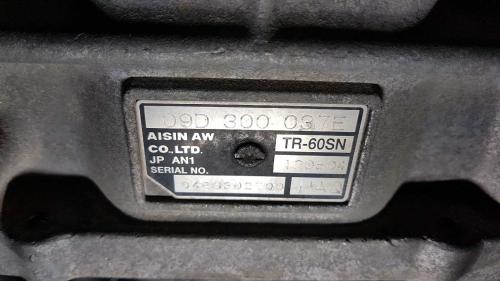 09D 300 037E
AISIN AW
CO.,LTD.
TR-60SN
JP AN1
SERIAL NO.